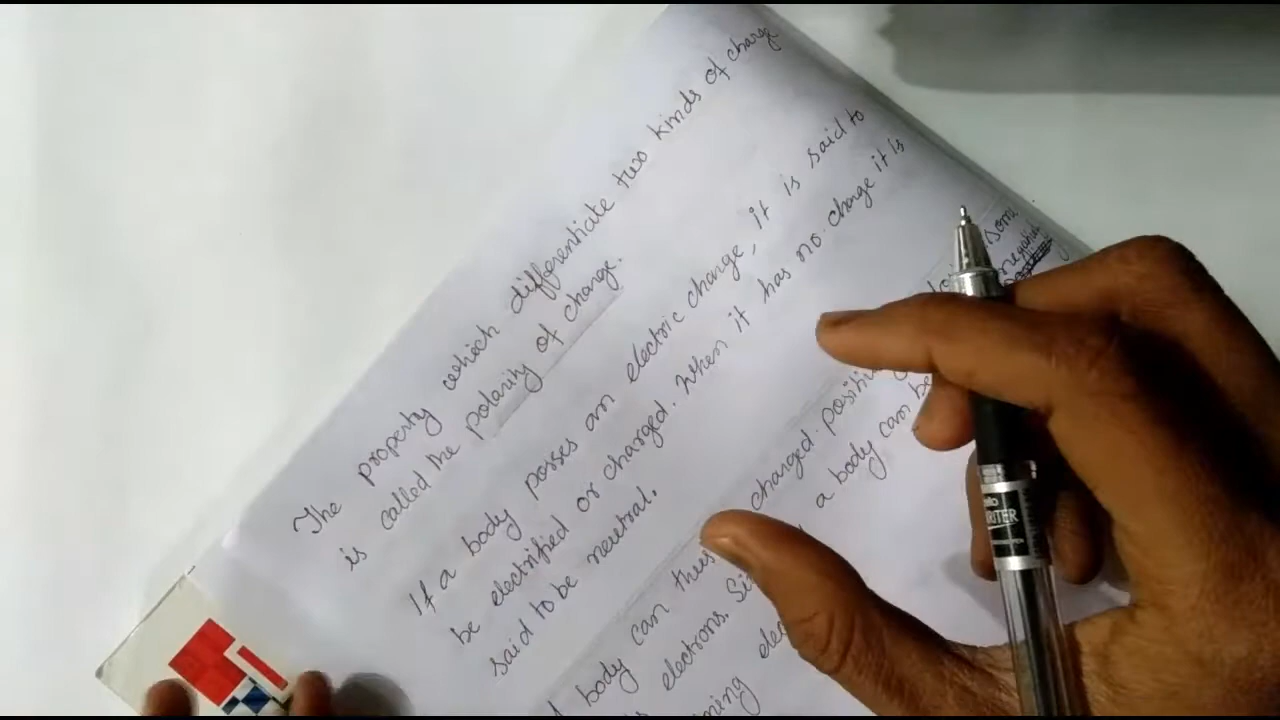 The property which differentiate two kinds of charge
is called the polarity of charge.
If a body posses an electric charge, it is said to
be electrified or charged. When it has no charge it is
said to be neutral.
body can thus charged. positiv
electrons. a body can be